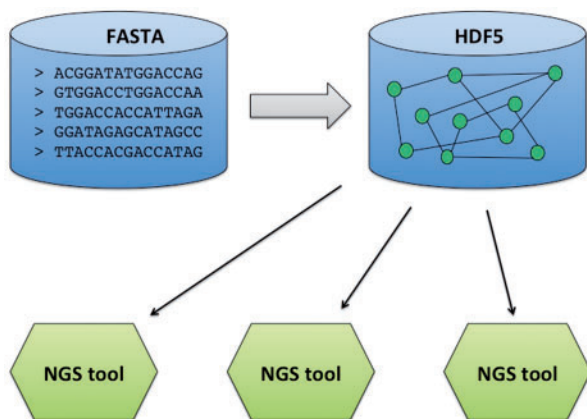 FASTA
> ACGGATATGGACCAG
> GTGGACCTGGACCAA
> TGGACCACCATTAGA
> GGATAGAGCATAGCC
> TTACCACGACCATAG
HDF5
NGS tool
NGS tool
NGS tool